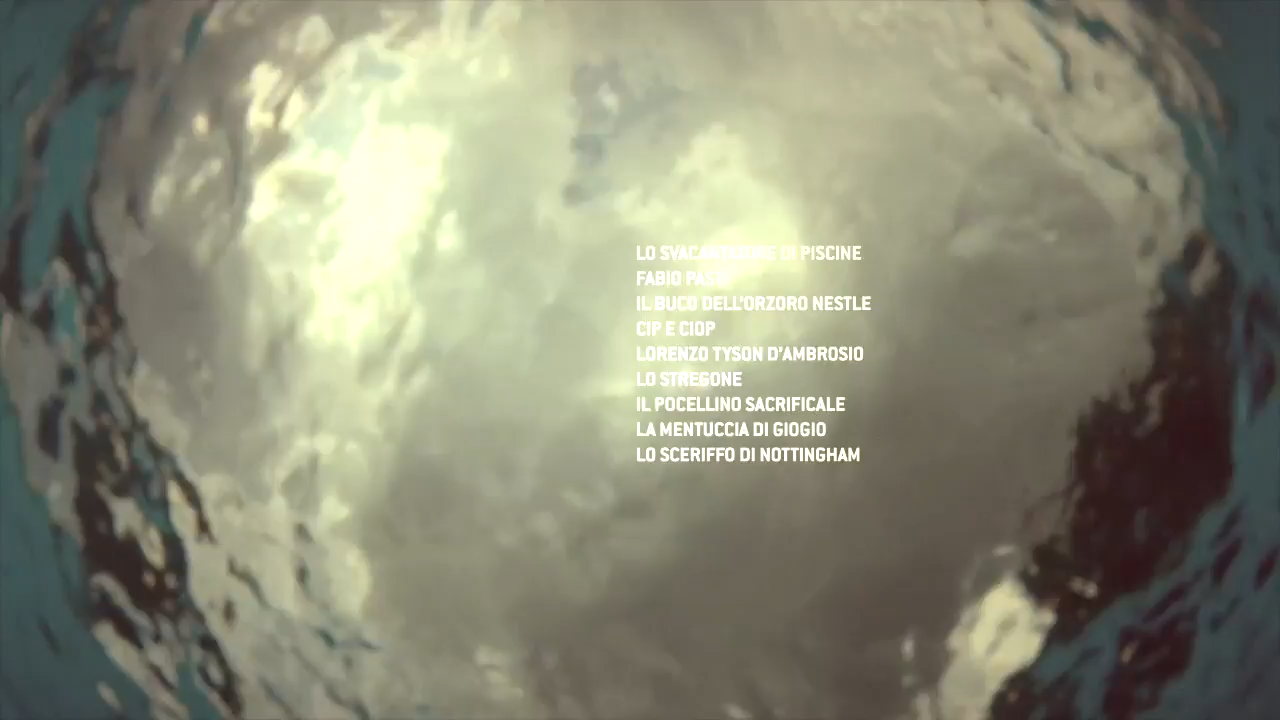 LO DI PISCINE
FABIO
IL BUCO DELL'ORZORO NESTLE
CIP E CIOP
LORENZO TYSON D'AMBROSIO
LO STREGONE
IL POCELLINO SACRIFICALE
LA MENTUCCIA DI GIOGIO
LO SCERIFFO DI NOTTINGHAM